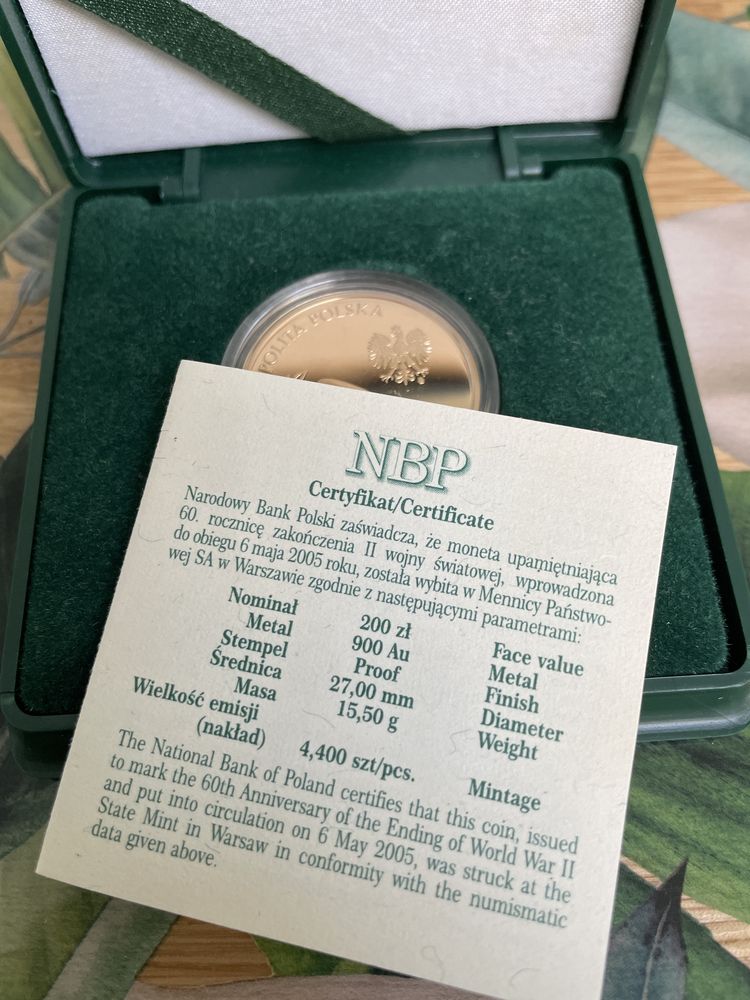 POLITA POLSKA
NBP
Certyfikat/Certificate
Narodowy Bank Polski zaświadcza, że moneta upamiętniająca
60. rocznicę zakończenia II wojny światowej, wprowadzona
do obiegu 6 maja 2005 roku, została wybita w Mennicy Państwo-
wej SA w Warszawie zgodnie z następującymi parametrami:
Nominał 200 zł Face value
Metal 900 Au Metal
Stempel Proof Finish
Średnica 27,00 mm Diameter
Masa 15,50 g Weight
Wielkość emisji
(nakład) 4,400 szt/pcs. Mintage
The National Bank of Poland certifies that this coin, issued
to mark the 60th Anniversary of the Ending of World War II
and put into circulation on 6 May 2005, was struck at the
State Mint in Warsaw in conformity with the numismatic
data given above.